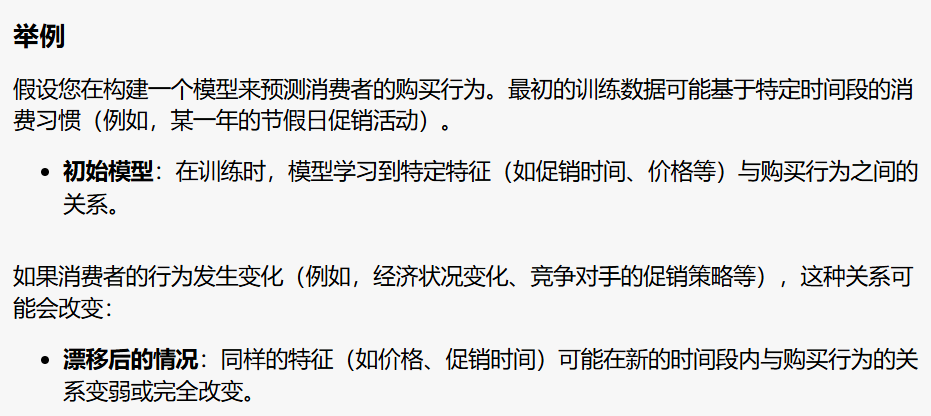 举例
假设您在构建一个模型来预测消费者的购买行为。最初的训练数据可能基于特定时间段的消
费习惯（例如，某一年的节假日促销活动）。
• 初始模型：在训练时，模型学习到特定特征（如促销时间、价格等）与购买行为之间的
关系。
如果消费者的行为发生变化（例如，经济状况变化、竞争对手的促销策略等），这种关系可
能会改变：
• 漂移后的情况：同样的特征（如价格、促销时间）可能在新的时间段内与购买行为的关
系变弱或完全改变。